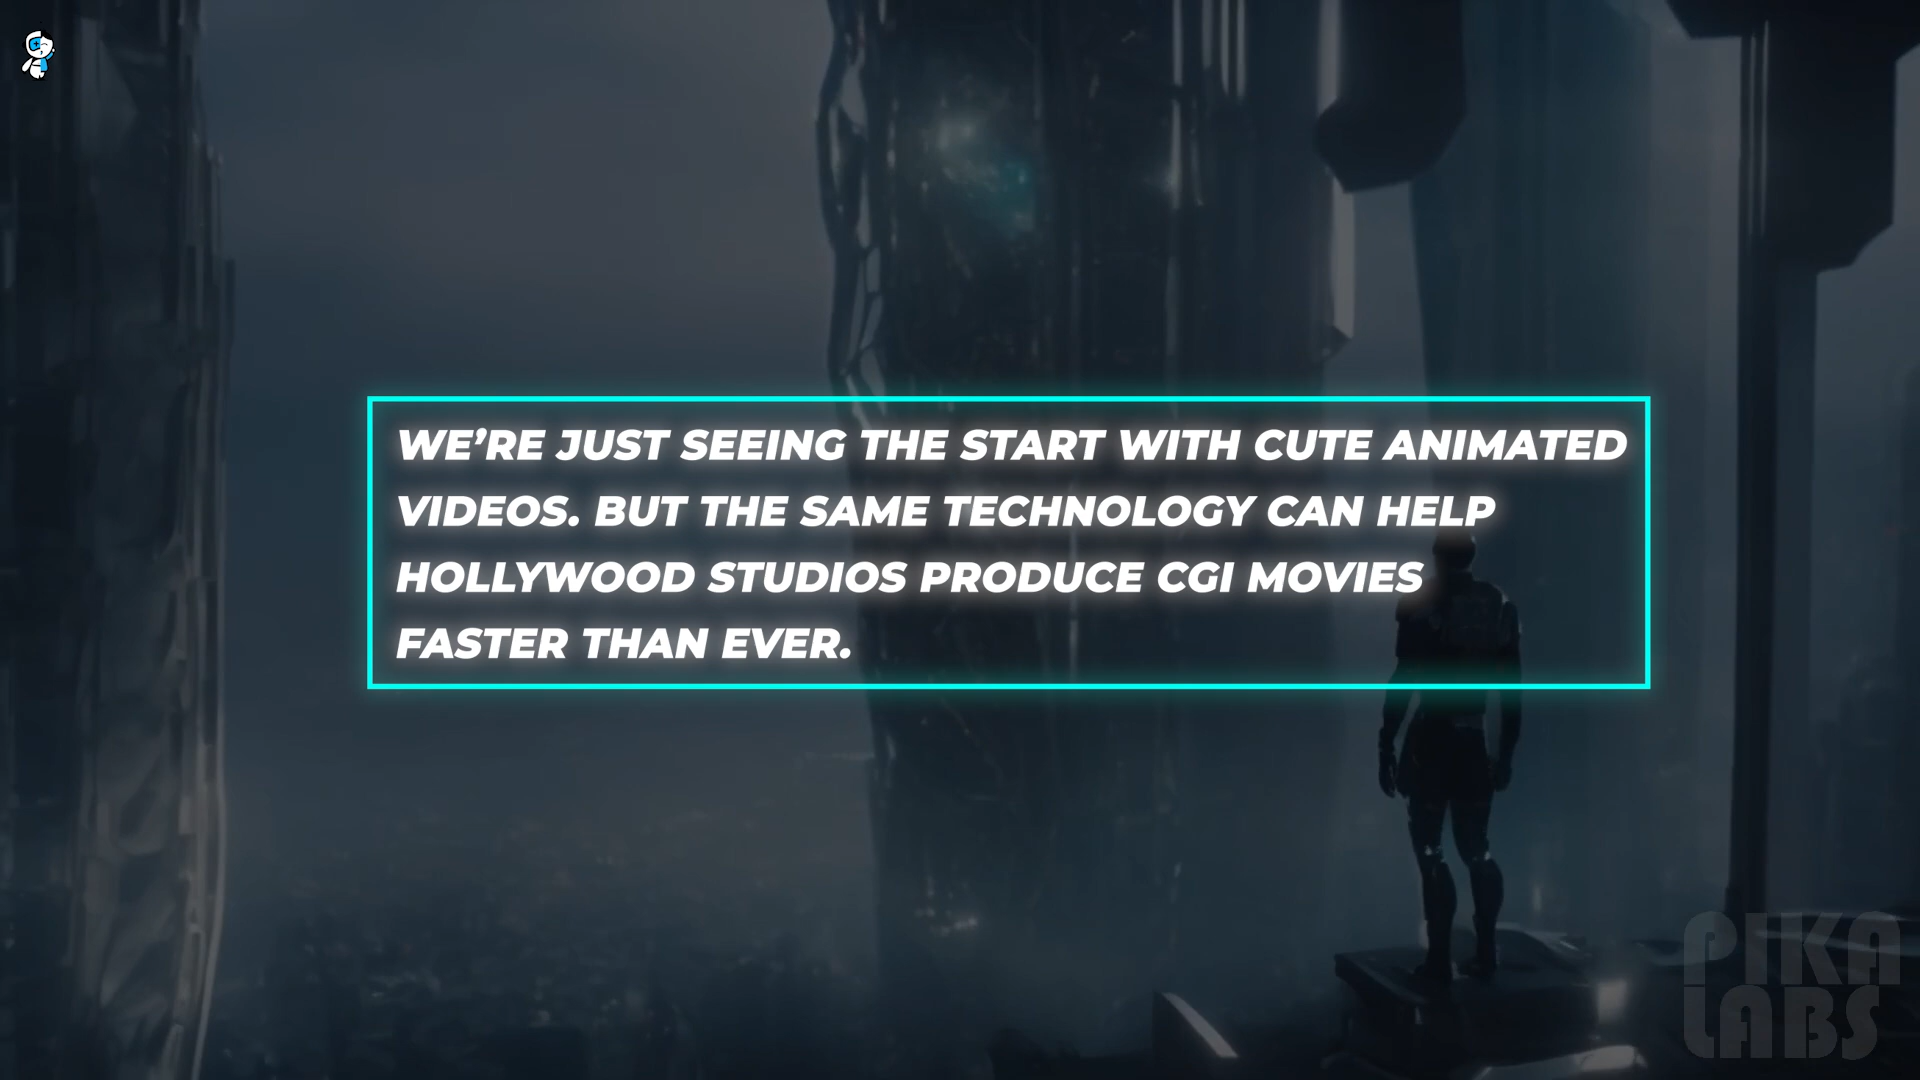 WE’RE JUST SEEING THE START WITH CUTE ANIMATED
VIDEOS. BUT THE SAME TECHNOLOGY CAN HELP
HOLLYWOOD STUDIOS PRODUCE CGI MOVIES
FASTER THAN EVER.
PIKA
LABS